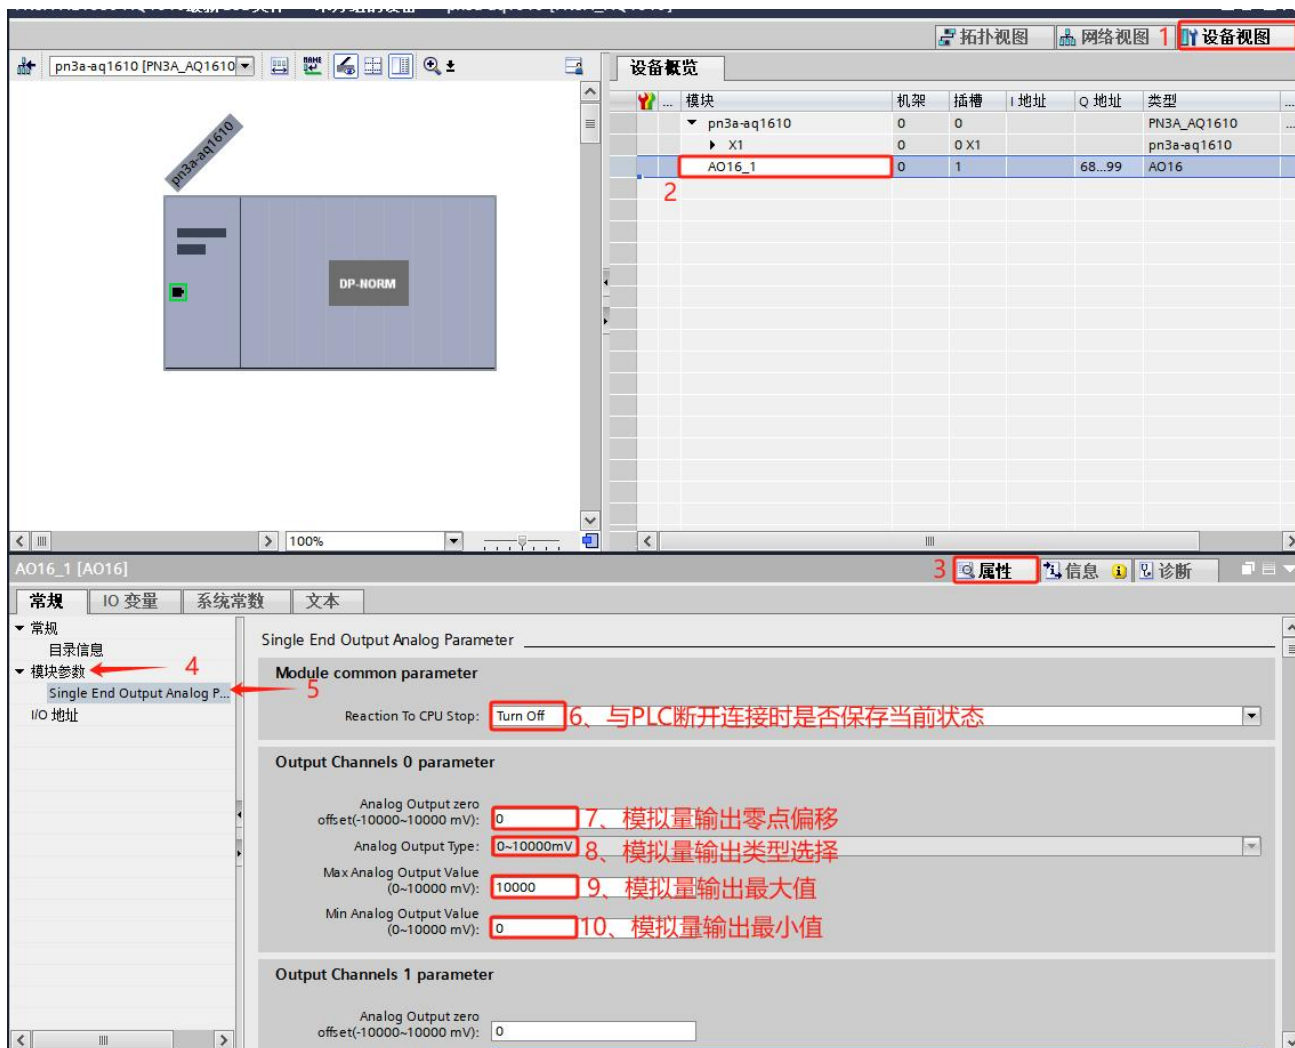 拓扑视图 网络视图 1 设备视图
pn3a-aq1610 [PN3A_AQ1610
设备概览
... 模块 机架 插槽 I 地址 Q 地址 类型 ...
pn3a-aq1610 0 0 PN3A_AQ1610 ...
X1 0 0 X1 pn3a-aq1610
AO16_1 0 1 68...99 AO16
2
pn3a-aq1610
DP-NORM
100%
AO16_1 [AO16]
3 属性 信息 诊断
常规 IO 变量 系统常数 文本
常规
目录信息
模块参数 4
Single End Output Analog P... 5
I/O 地址
Single End Output Analog Parameter
Module common parameter
Reaction To CPU Stop: Turn Off 6、与PLC断开连接时是否保存当前状态
Output Channels 0 parameter
Analog Output zero
offset(-10000~10000 mV): 0 7、模拟量输出零点偏移
Analog Output Type: 0~10000mV 8、模拟量输出类型选择
Max Analog Output Value
(0~10000 mV): 10000 9、模拟量输出最大值
Min Analog Output Value
(0~10000 mV): 0 10、模拟量输出最小值
Output Channels 1 parameter
Analog Output zero
offset(-10000~10000 mV): 0